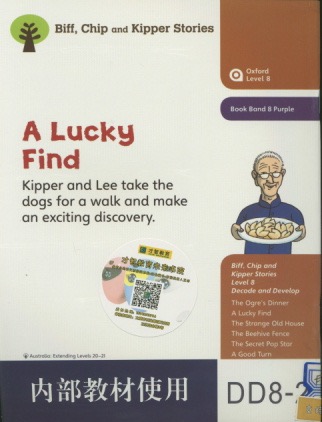 Biff, Chip and Kipper Stories
Oxford
Level 8
Book Band 8 Purple
A Lucky
Find
Kipper and Lee take the
dogs for a walk and make
an exciting discovery.
Biff, Chip and
Kipper Stories
Level 8
Decode and Develop
The Ogre's Dinner
A Lucky Find
The Strange Old House
The Beehive Fence
The Secret Pop Star
A Good Turn
Australia: Extending Levels 20–21
内部教材使用
DD8-2